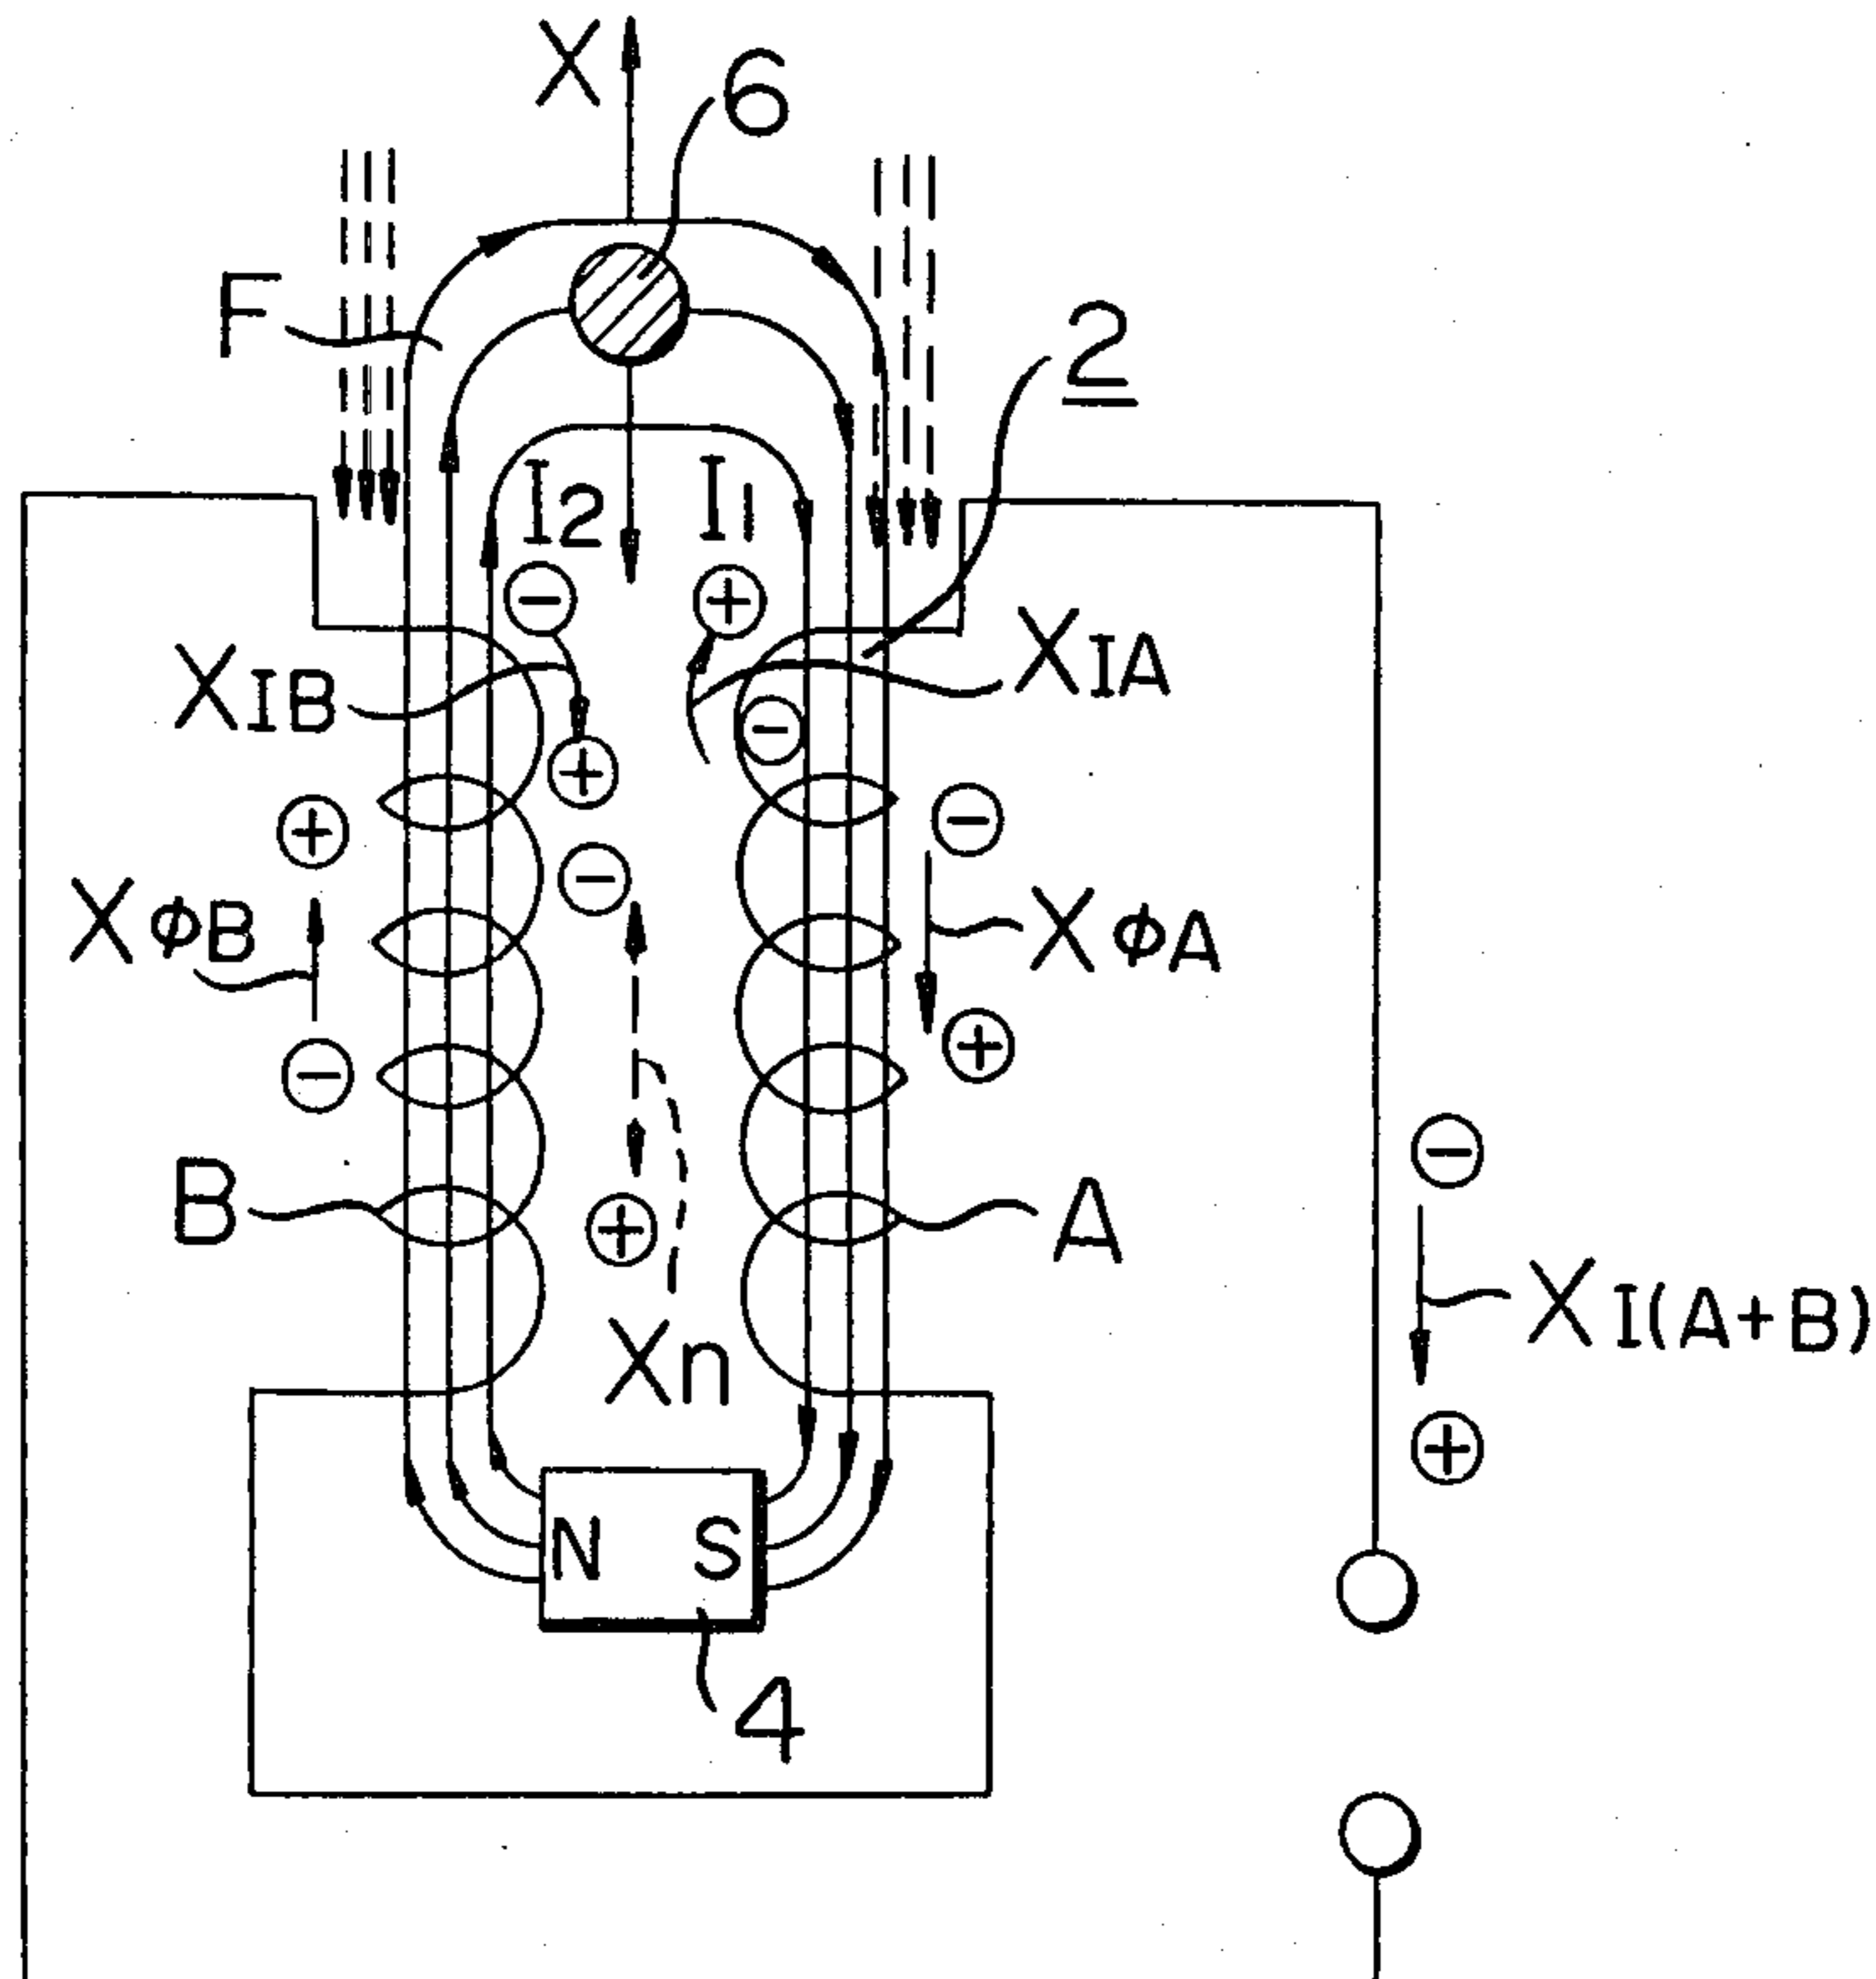 X
6
F
2
I2
I1
⊖
⊕
XIB
XIA
⊖
⊕
⊕
⊖
⊖
XφB
XφA
⊖
⊕
B
A
⊖
⊕
XI(A+B)
Xn
⊕
N
S
4